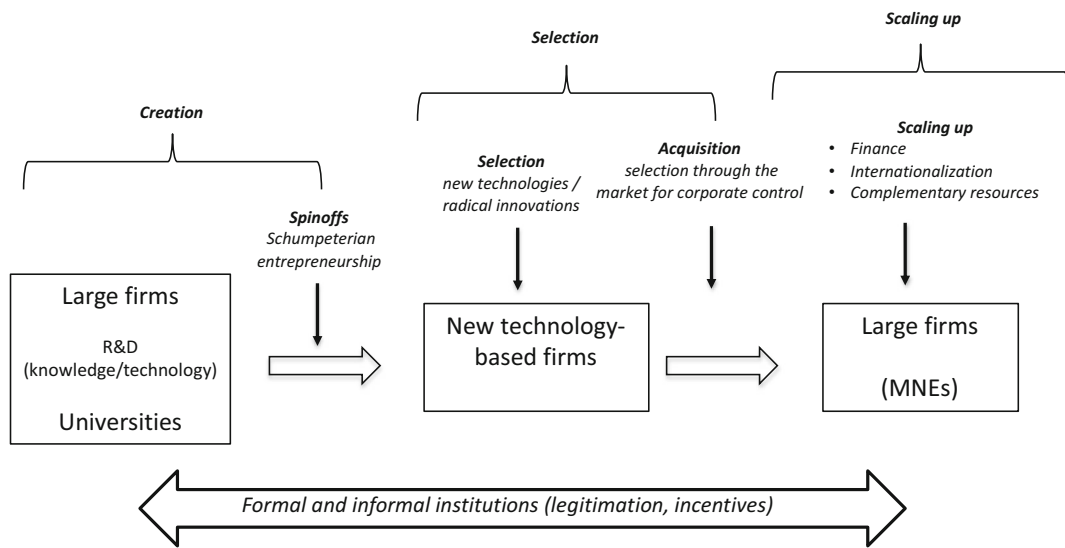 Scaling up
Selection
Creation
Scaling up
• Finance
• Internationalization
• Complementary resources
Acquisition
selection through the
market for corporate control
Selection
new technologies /
radical innovations
Spinoffs
Schumpeterian
entrepreneurship
Large firms
R&D
(knowledge/technology)
Universities
New technology-
based firms
Large firms
(MNEs)
Formal and informal institutions (legitimation, incentives)